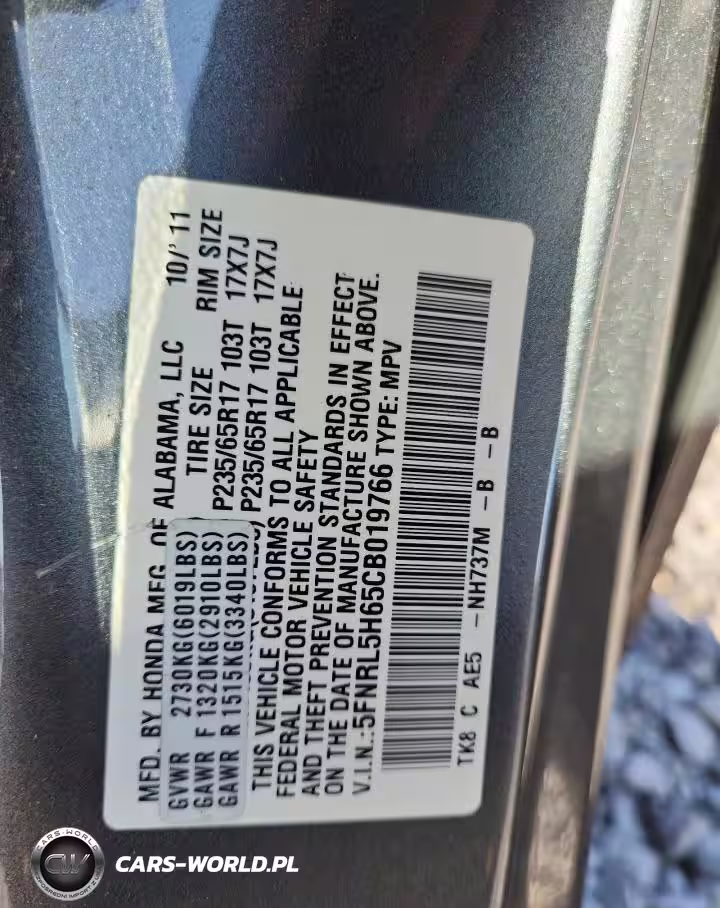 MFD. BY HONDA MFG. OF ALABAMA, LLC 10/'11
GVWR 2730KG(6019LBS) TIRE SIZE RIM SIZE
GAWR F 1320KG(2910LBS) P235/65R17 103T 17X7J
GAWR R 1515KG(3340LBS) P235/65R17 103T 17X7J
THIS VEHICLE CONFORMS TO ALL APPLICABLE
FEDERAL MOTOR VEHICLE SAFETY
AND THEFT PREVENTION STANDARDS IN EFFECT
ON THE DATE OF MANUFACTURE SHOWN ABOVE.
V.I.N.:5FNRL5H65CB019766 TYPE: MPV
TK8 C AE5 -NH737M -B -B
CARS-WORLD
CW
CARS-WORLD.PL